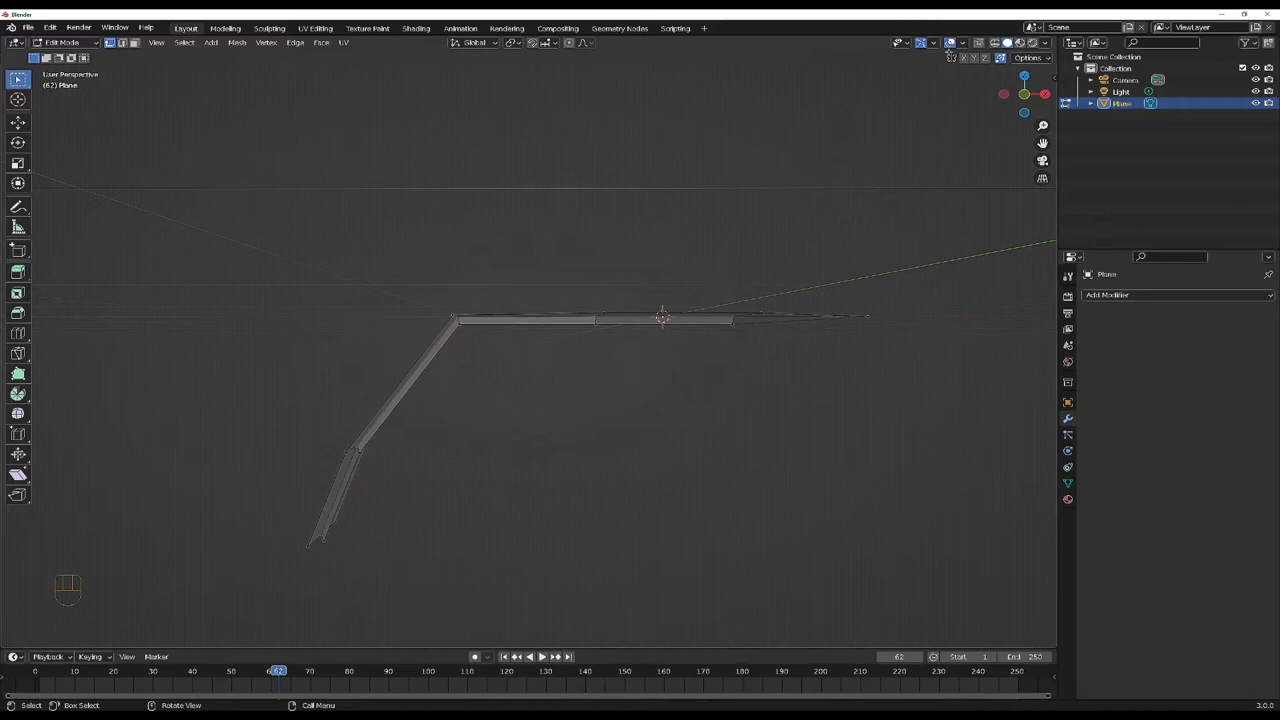 Blender
File Edit Render Window Help Layout Modeling Sculpting UV Editing Texture Paint Shading Animation Rendering Compositing Geometry Nodes Scripting + Scene ViewLayer
Edit Mode View Select Add Mesh Vertex Edge Face UV Global
X Y Z Options
User Perspective
(62) Plane
Scene Collection
Collection
Camera
Light
Plane
Plane
Add Modifier
Playback Keying View Marker 62 Start 1 End 250
0 10 20 30 40 50 62 70 80 90 100 110 120 130 140 150 160 170 180 190 200 210 220 230 240 250
Select Box Select Rotate View Call Menu 3.0.0